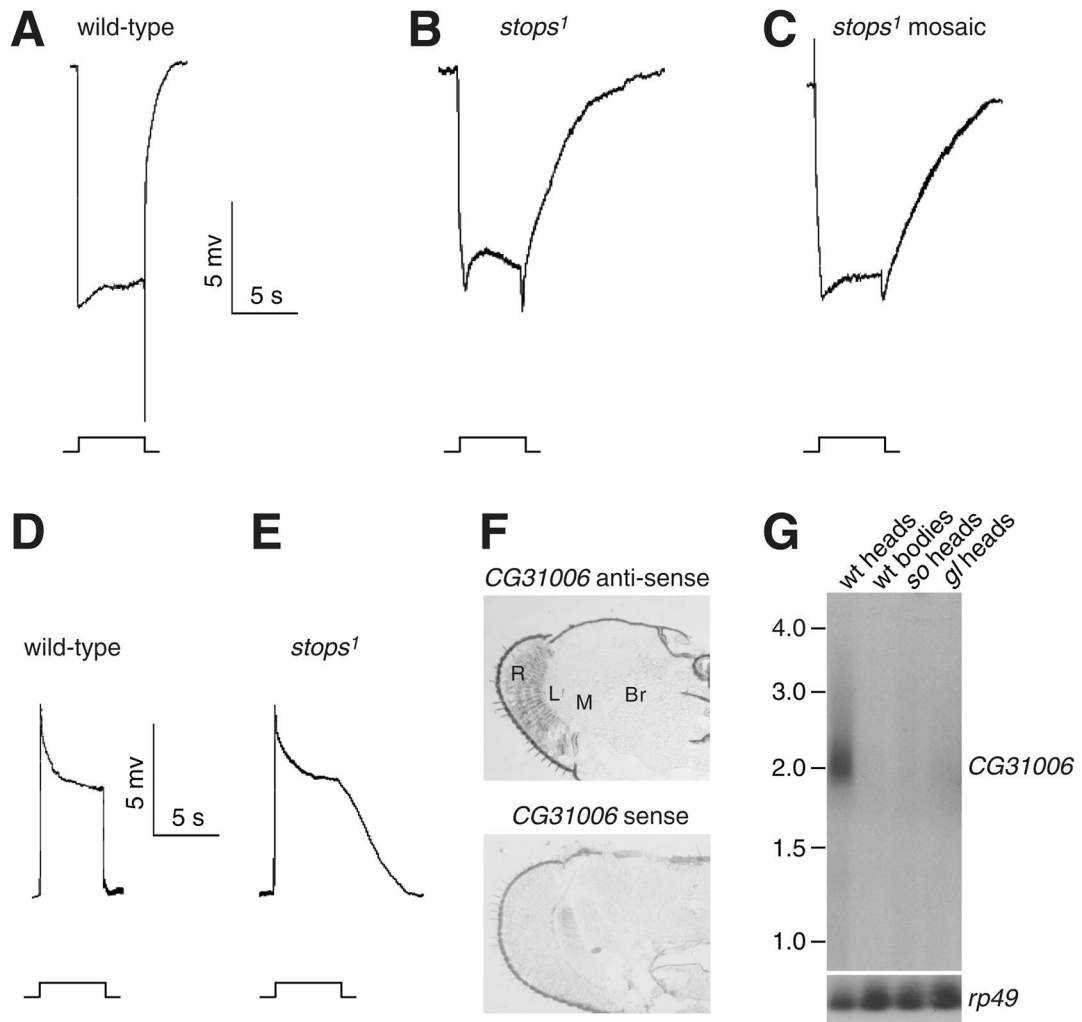 A
wild-type
B
stops¹
C
stops¹ mosaic
5 mv
5 s
D
wild-type
E
stops¹
5 mv
5 s
F
CG31006 anti-sense
R
L
M
Br
CG31006 sense
G
wt heads
wt bodies
so heads
gl heads
4.0
3.0
2.0
1.5
1.0
CG31006
rp49